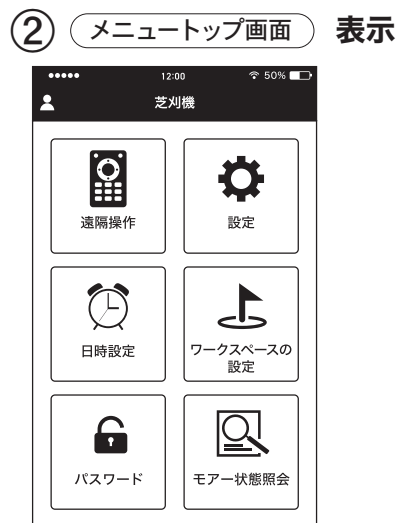 ② メニュートップ画面 表示
12:00 50%
芝刈機
遠隔操作
設定
日時設定
ワークスペースの
設定
パスワード
モアー状態照会